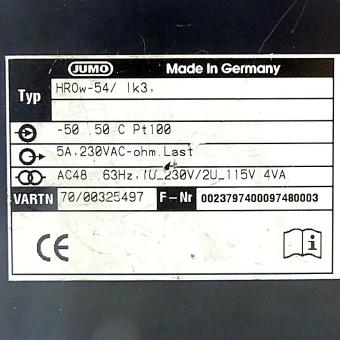 JUMO Made In Germany
Typ HROw-54/ 1k3,
-50..50 C Pt100
5A,230VAC-ohm.Last
AC48..63Hz,1U_230V/2U_115V 4VA
VARTN 70/00325497 F-Nr 0023797400097480003
CE i